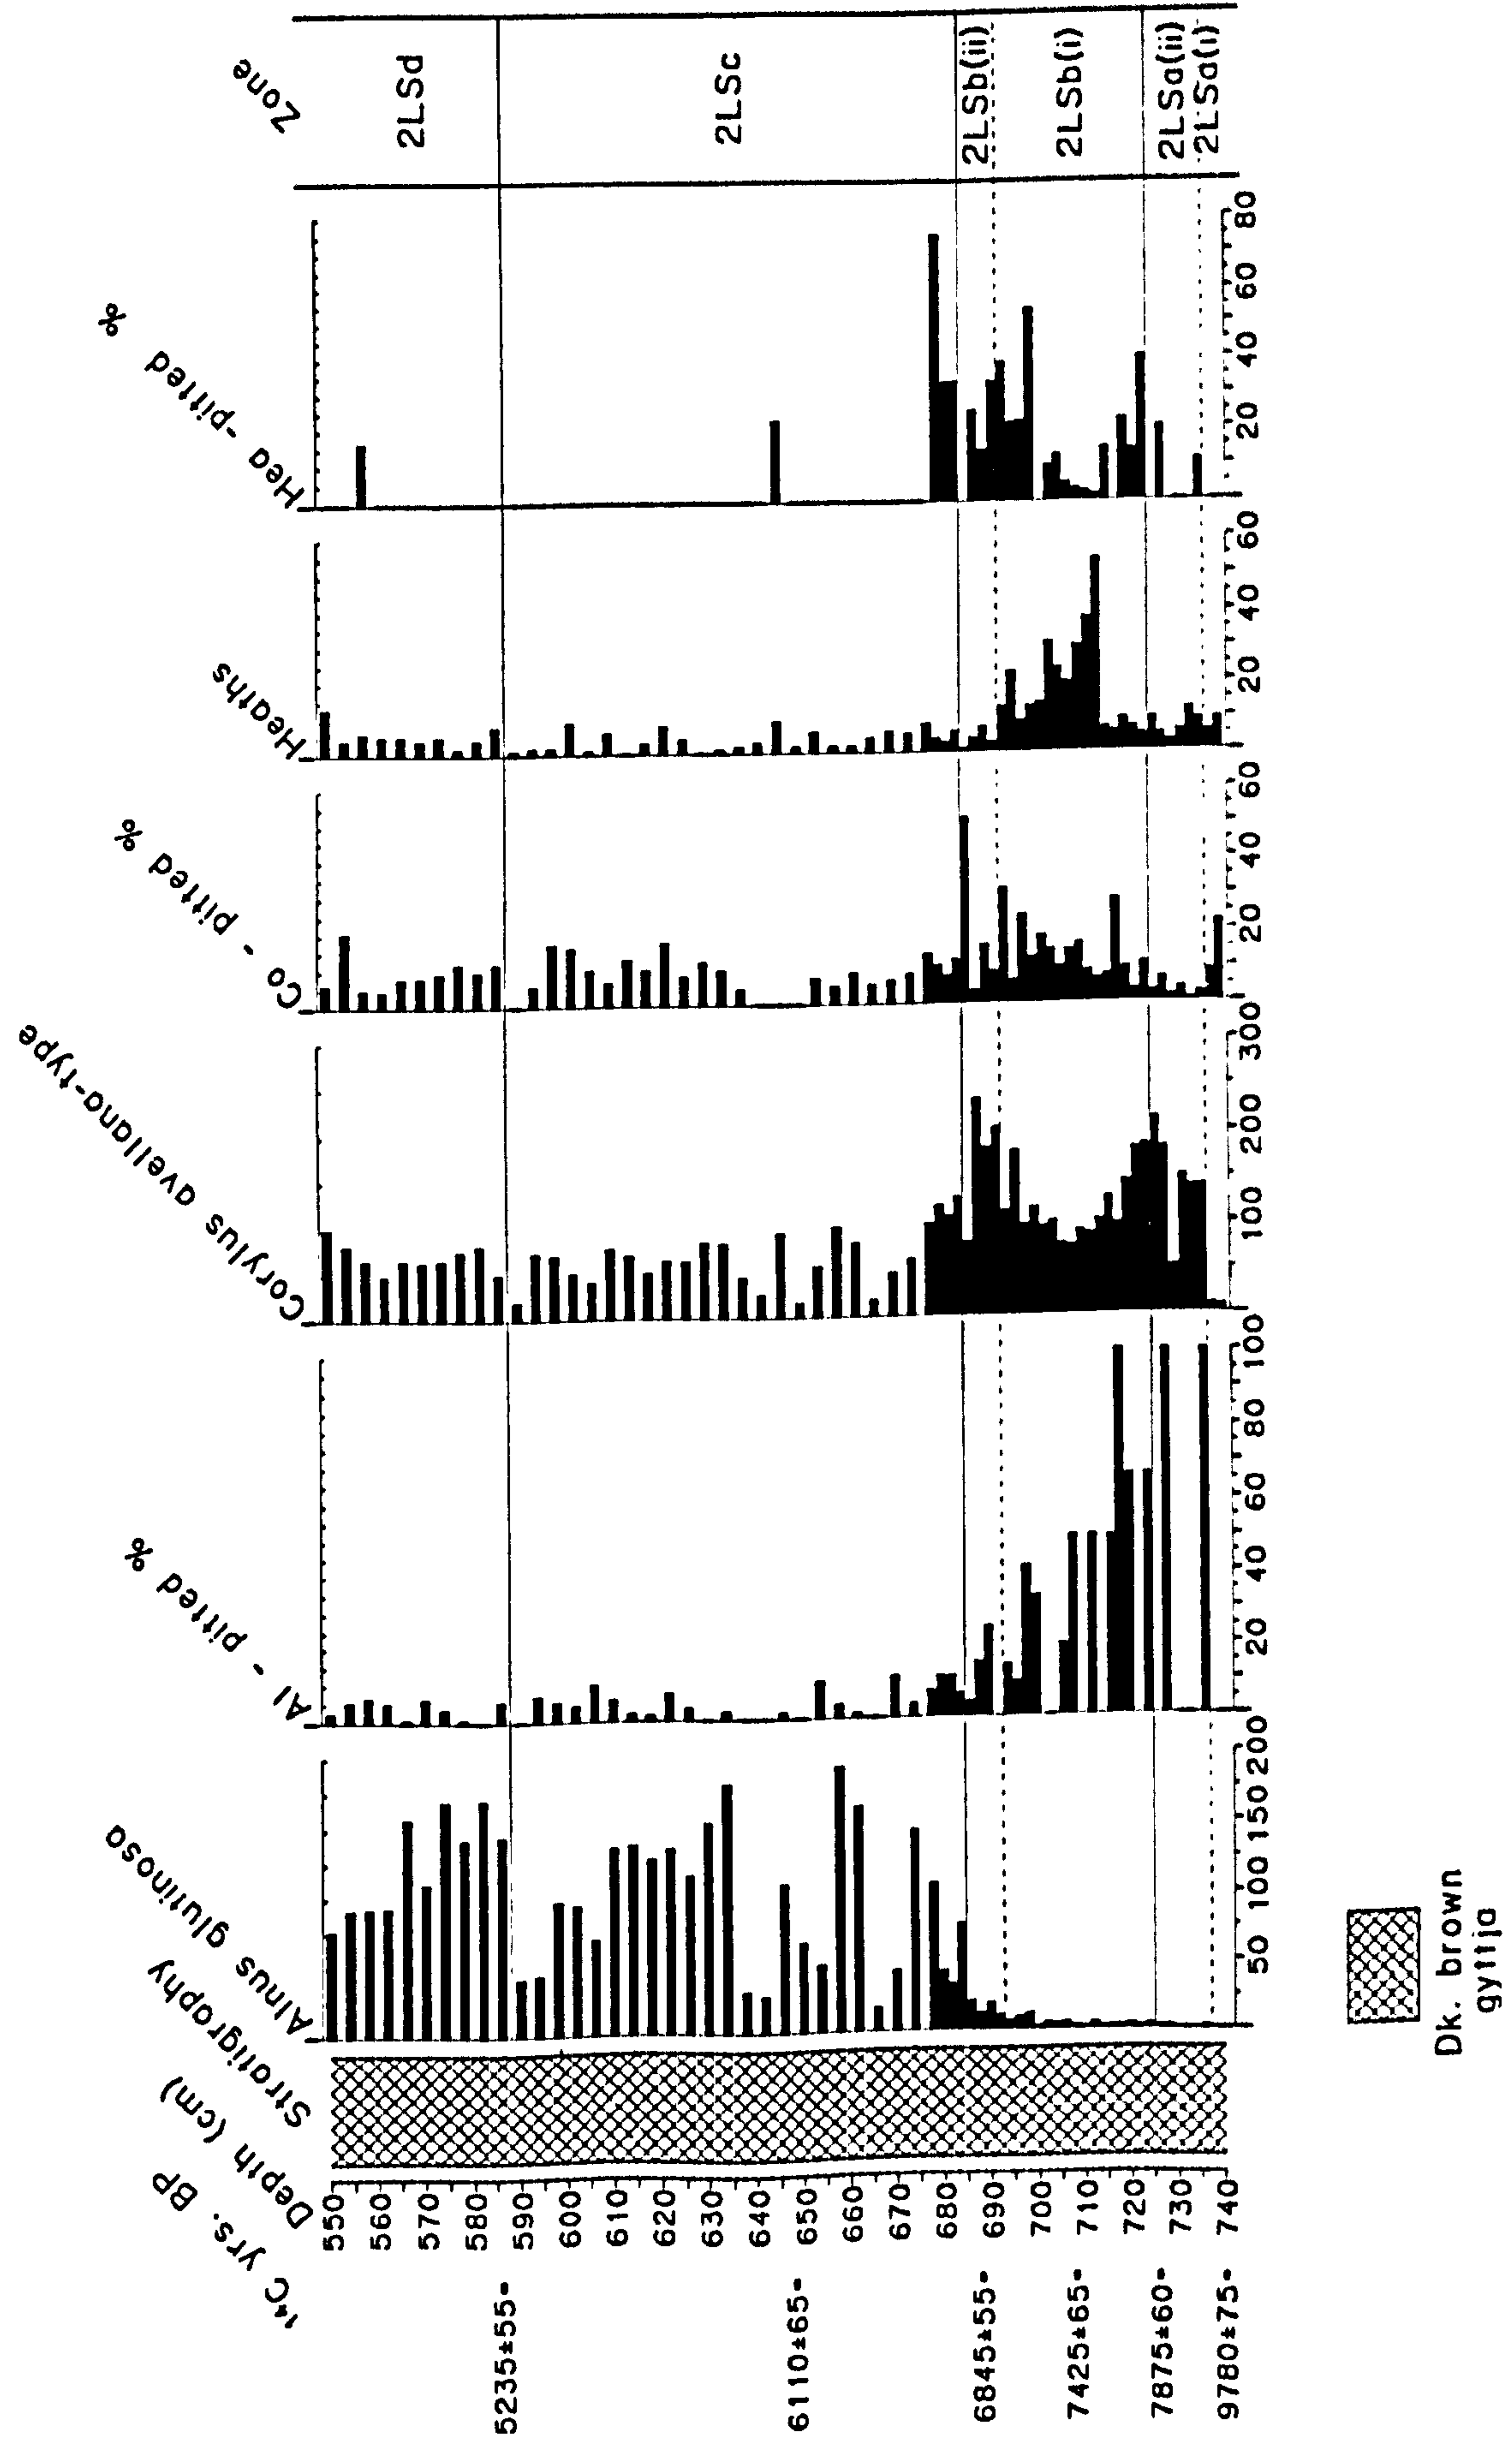 ¹⁴C yrs. BP
Depth (cm)
Stratigraphy
Alnus glutinosa
Al - pitted %
Corylus avellana-type
Co - pitted %
Heaths
Hea - pitted %
Zone
5235±55-
6110±65-
6845±55-
7425±65-
7875±60-
9780±75-
550
560
570
580
590
600
610
620
630
640
650
660
670
680
690
700
710
720
730
740
50 100 150 200
20 40 60 80 100
100 200 300
20 40 60
20 40 60
20 40 60 80
2LSd
2LSc
2LSb(ii)
2LSb(i)
2LSa(ii)
2LSa(i)
Dk. brown
gyttja